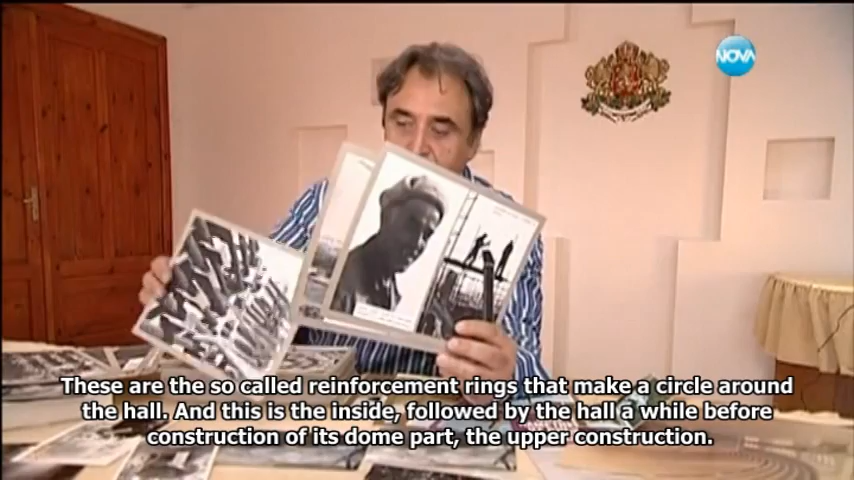 NOVA
These are the so called reinforcement rings that make a circle around
the hall. And this is the inside, followed by the hall a while before
construction of its dome part, the upper construction.